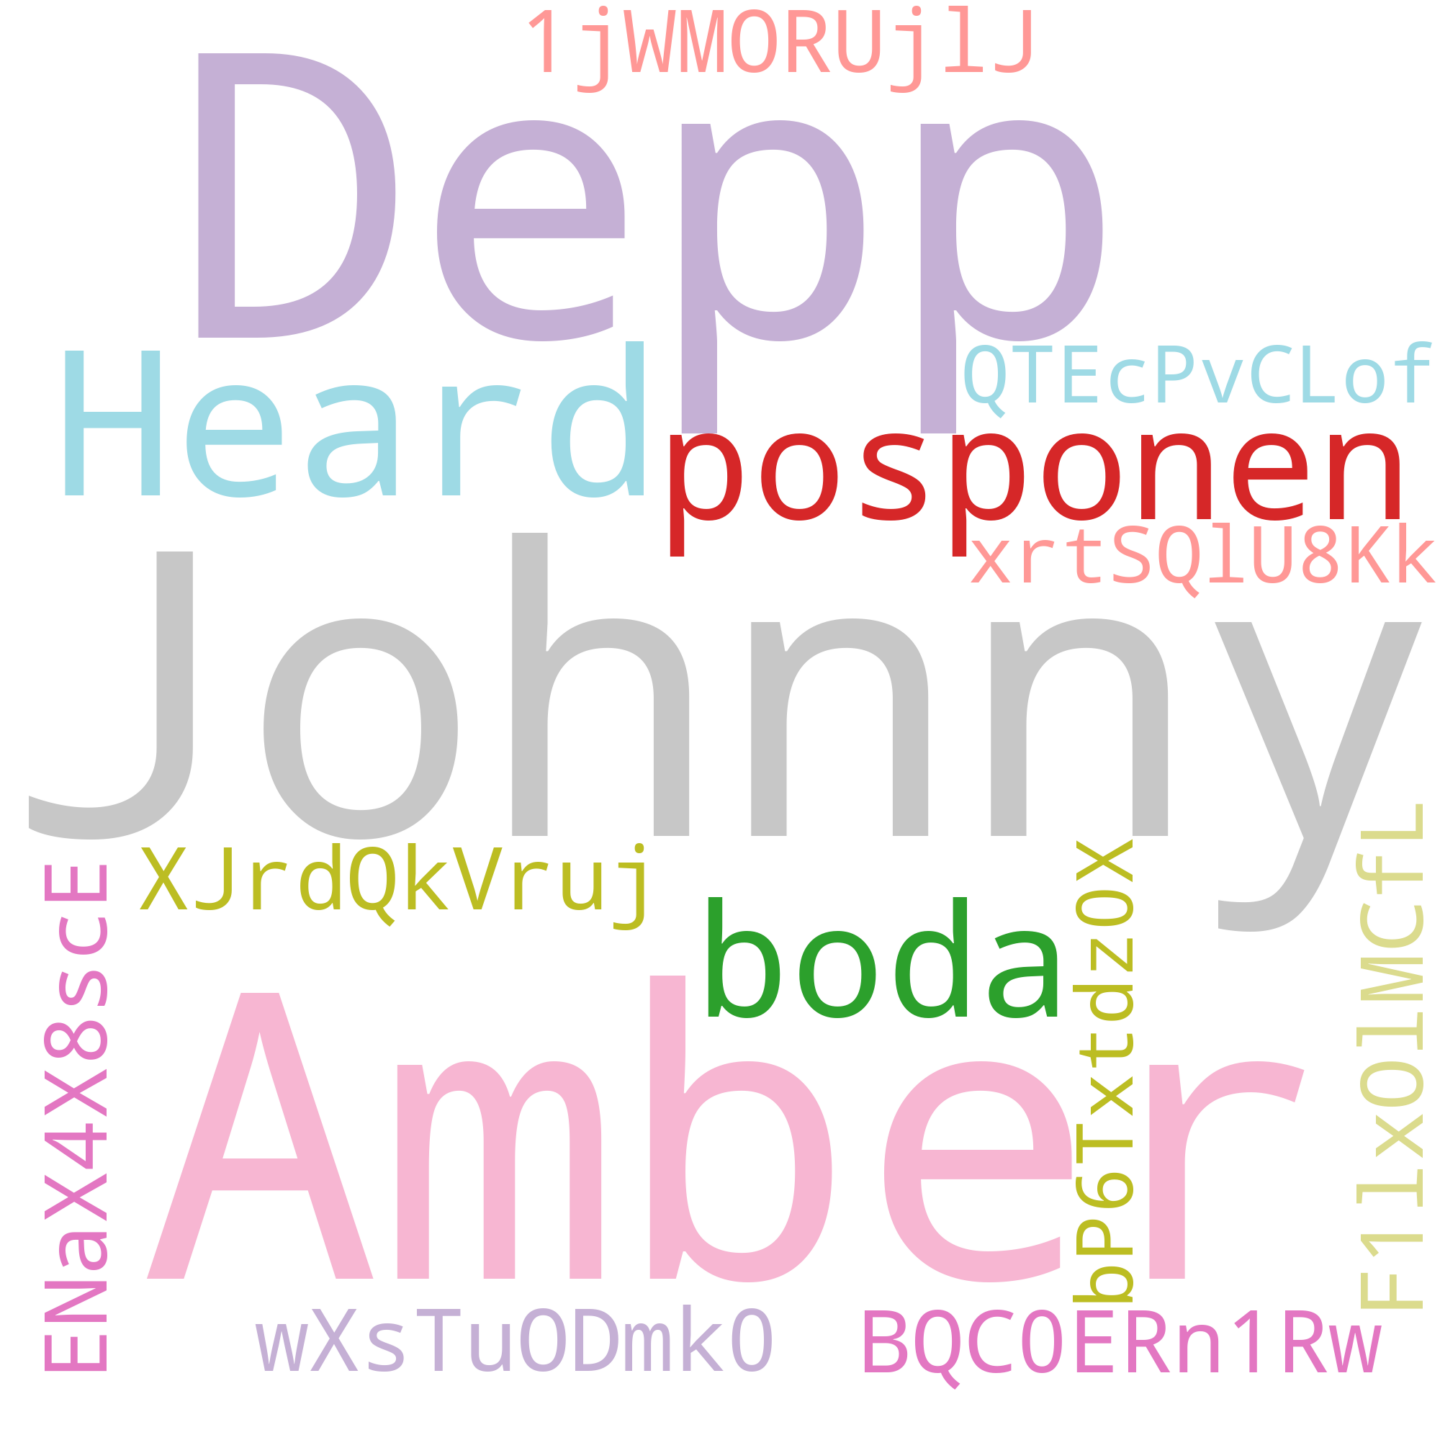 1jWMORUjlJ
Depp
Heard
QTEcPvCLof
posponen
xrtSQlU8Kk
Johnny
XJrdQkVruj
boda
Amber
ENaX4X8scE
bP6TxtdzOX
F1lxOlMCfL
wXsTuODmkO
BQC0ERn1Rw